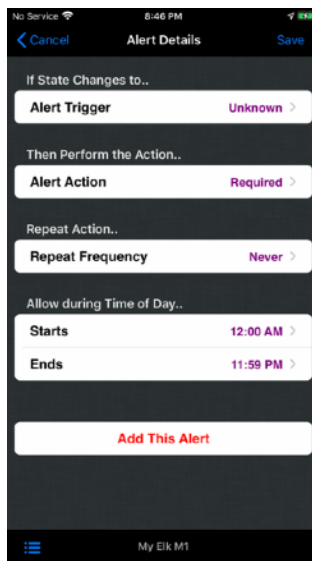 No Service 8:46 PM
Cancel Alert Details Save
If State Changes to..
Alert Trigger Unknown
Then Perform the Action..
Alert Action Required
Repeat Action..
Repeat Frequency Never
Allow during Time of Day..
Starts 12:00 AM
Ends 11:59 PM
Add This Alert
My Elk M1